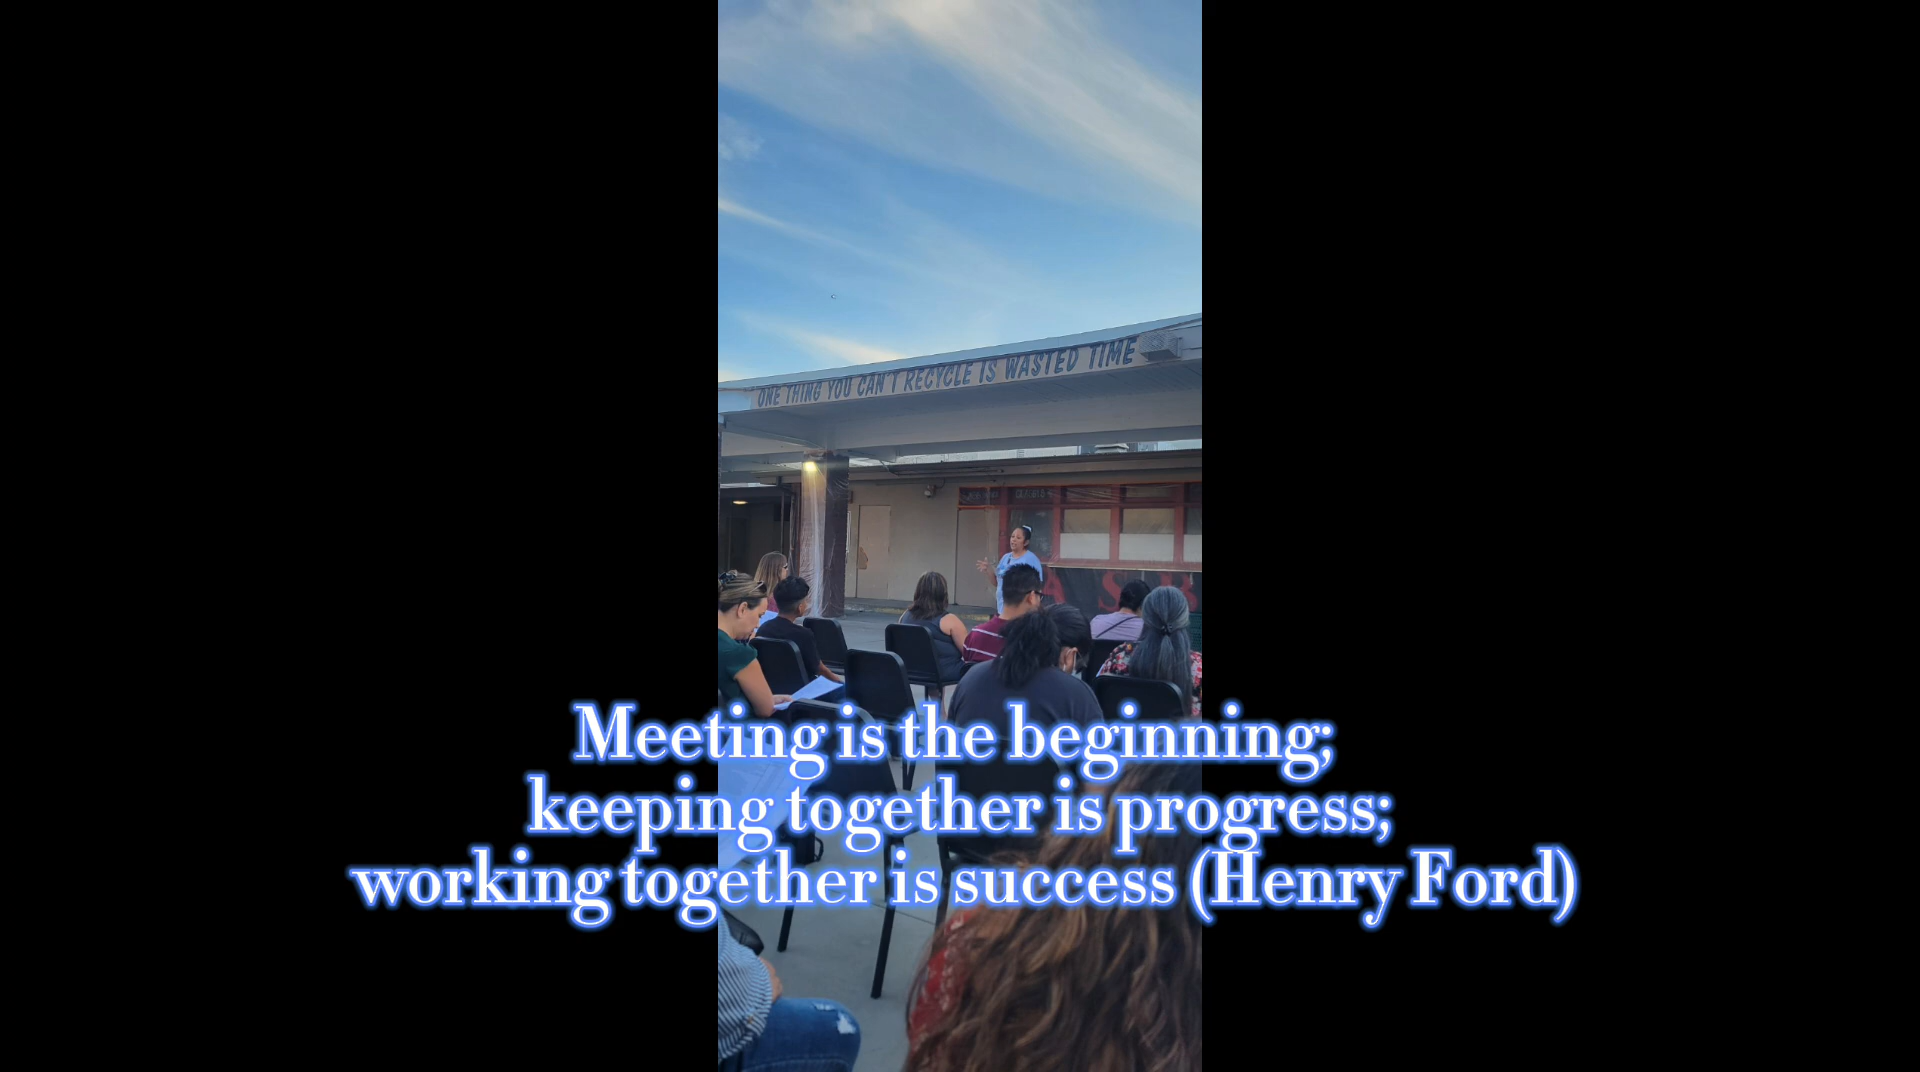 ONE THING YOU CAN'T RECYCLE IS WASTED TIME
ASB
Meeting is the beginning;
keeping together is progress;
working together is success (Henry Ford)